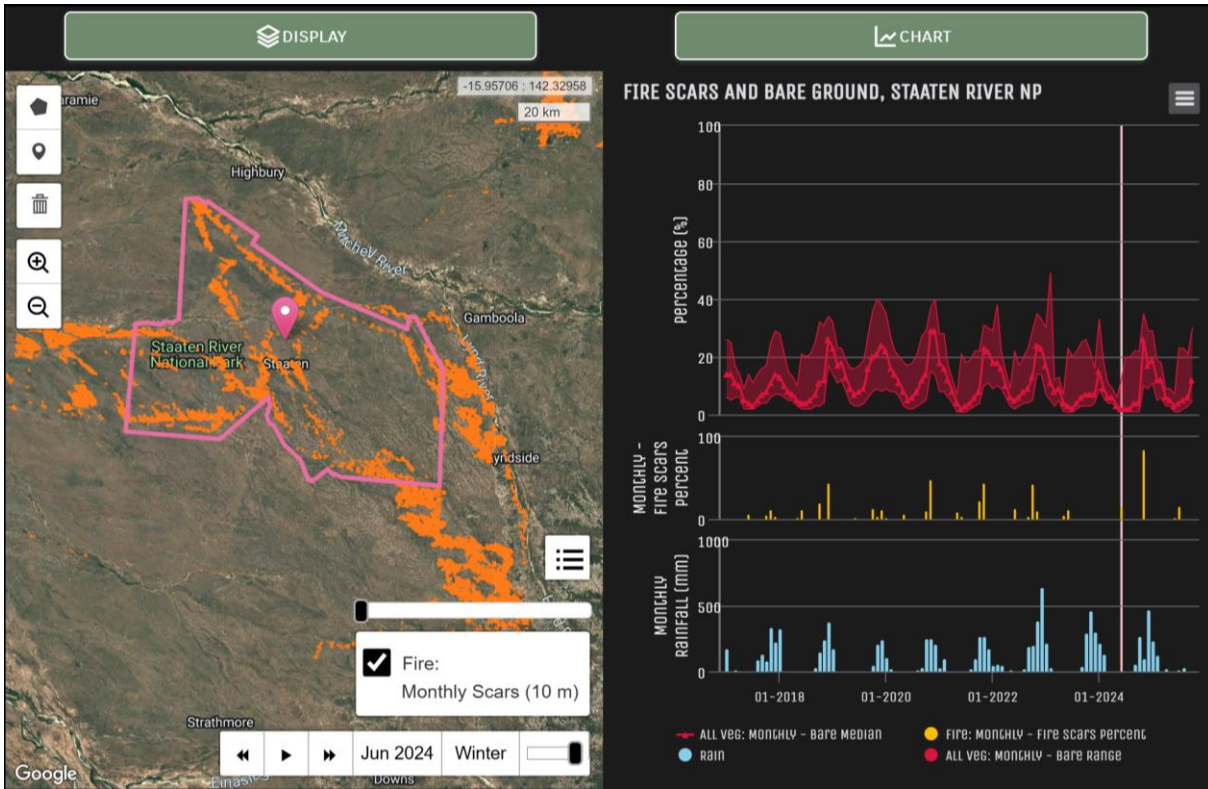 DISPLAY
CHART
aramie
-15.95706 : 142.32958
20 km
Highbury
Mitchell River
Gamboola
Lynd River
Staaten River
National Park
Staaten
yndside
Fire:
Monthly Scars (10 m)
Strathmore
Jun 2024
Winter
Google
Einasleigh
Downs
FIRE SCARS AND BARE GROUND, STAATEN RIVER NP
Percentage (%)
100
80
60
40
20
0
Monthly -
Fire Scars
Percent
100
0
Monthly
Rainfall (mm)
1000
500
0
01-2018
01-2020
01-2022
01-2024
All Veg: Monthly - Bare Median
Fire: Monthly - Fire Scars Percent
Rain
All Veg: Monthly - Bare Range